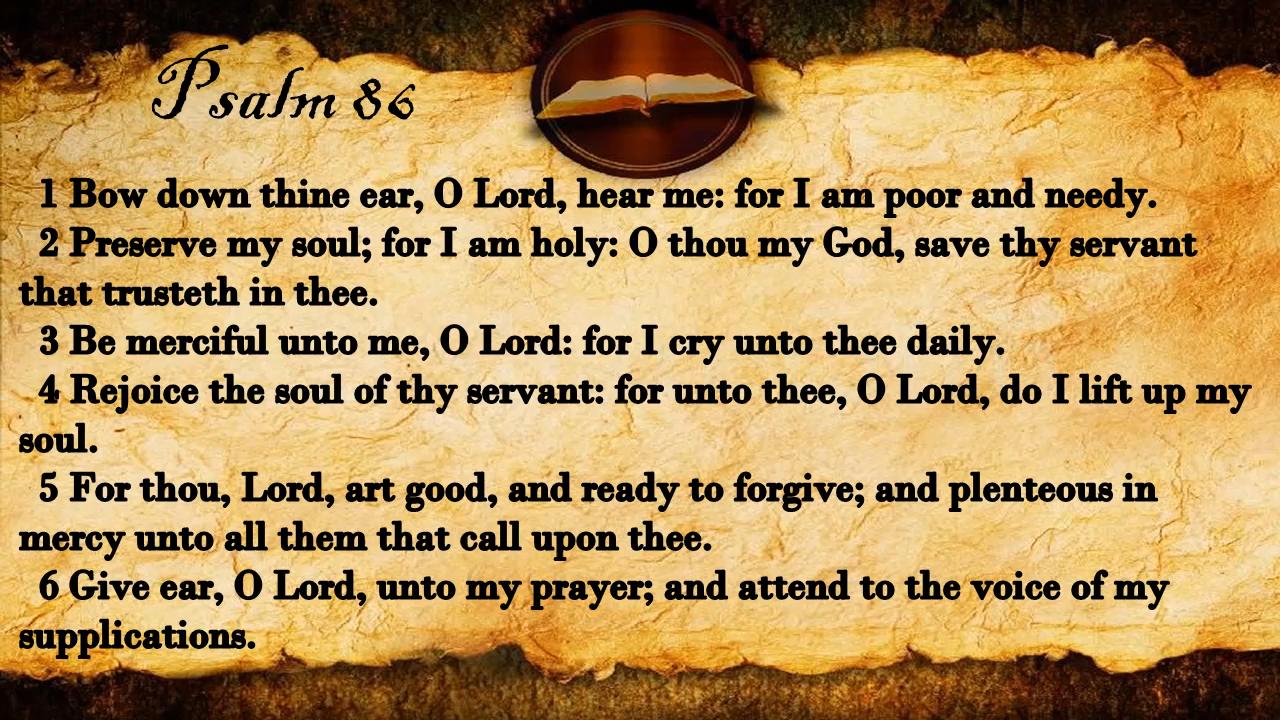 Psalm 86
1 Bow down thine ear, O Lord, hear me: for I am poor and needy.
2 Preserve my soul; for I am holy: O thou my God, save thy servant
that trusteth in thee.
3 Be merciful unto me, O Lord: for I cry unto thee daily.
4 Rejoice the soul of thy servant: for unto thee, O Lord, do I lift up my
soul.
5 For thou, Lord, art good, and ready to forgive; and plenteous in
mercy unto all them that call upon thee.
6 Give ear, O Lord, unto my prayer; and attend to the voice of my
supplications.